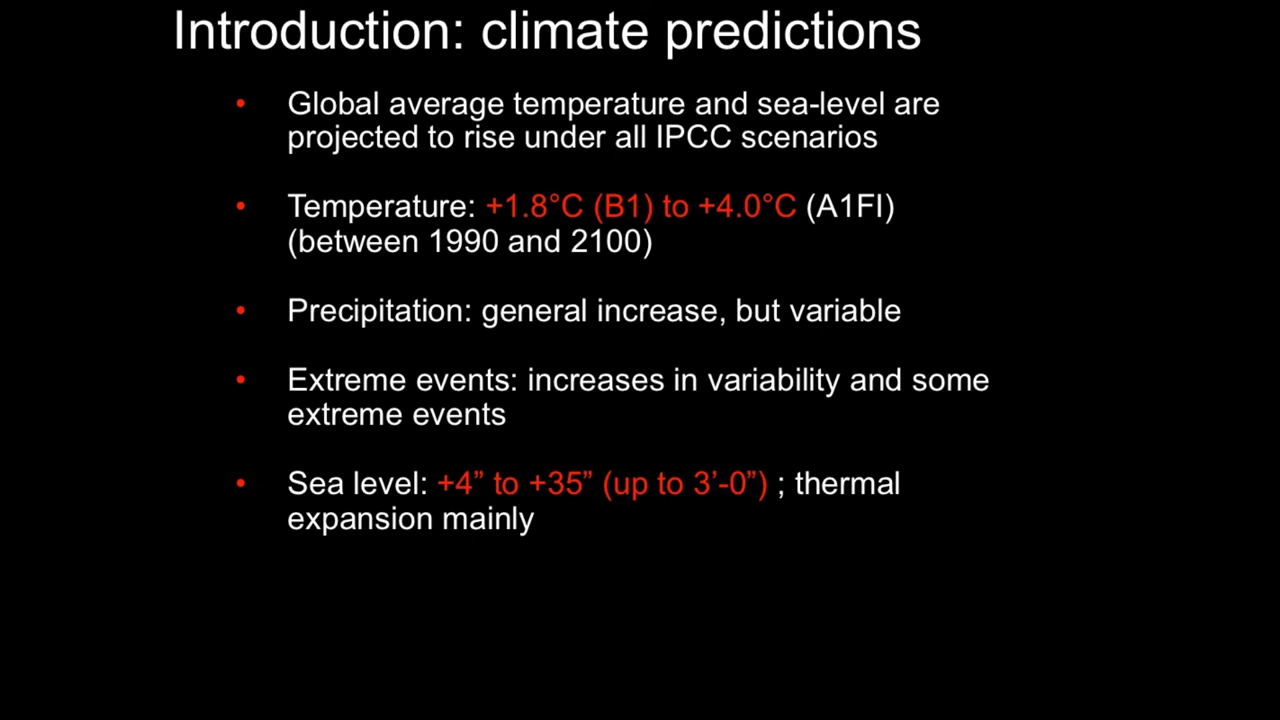 Introduction: climate predictions
• Global average temperature and sea-level are
projected to rise under all IPCC scenarios
• Temperature: +1.8°C (B1) to +4.0°C (A1FI)
(between 1990 and 2100)
• Precipitation: general increase, but variable
• Extreme events: increases in variability and some
extreme events
• Sea level: +4” to +35” (up to 3’-0”) ; thermal
expansion mainly